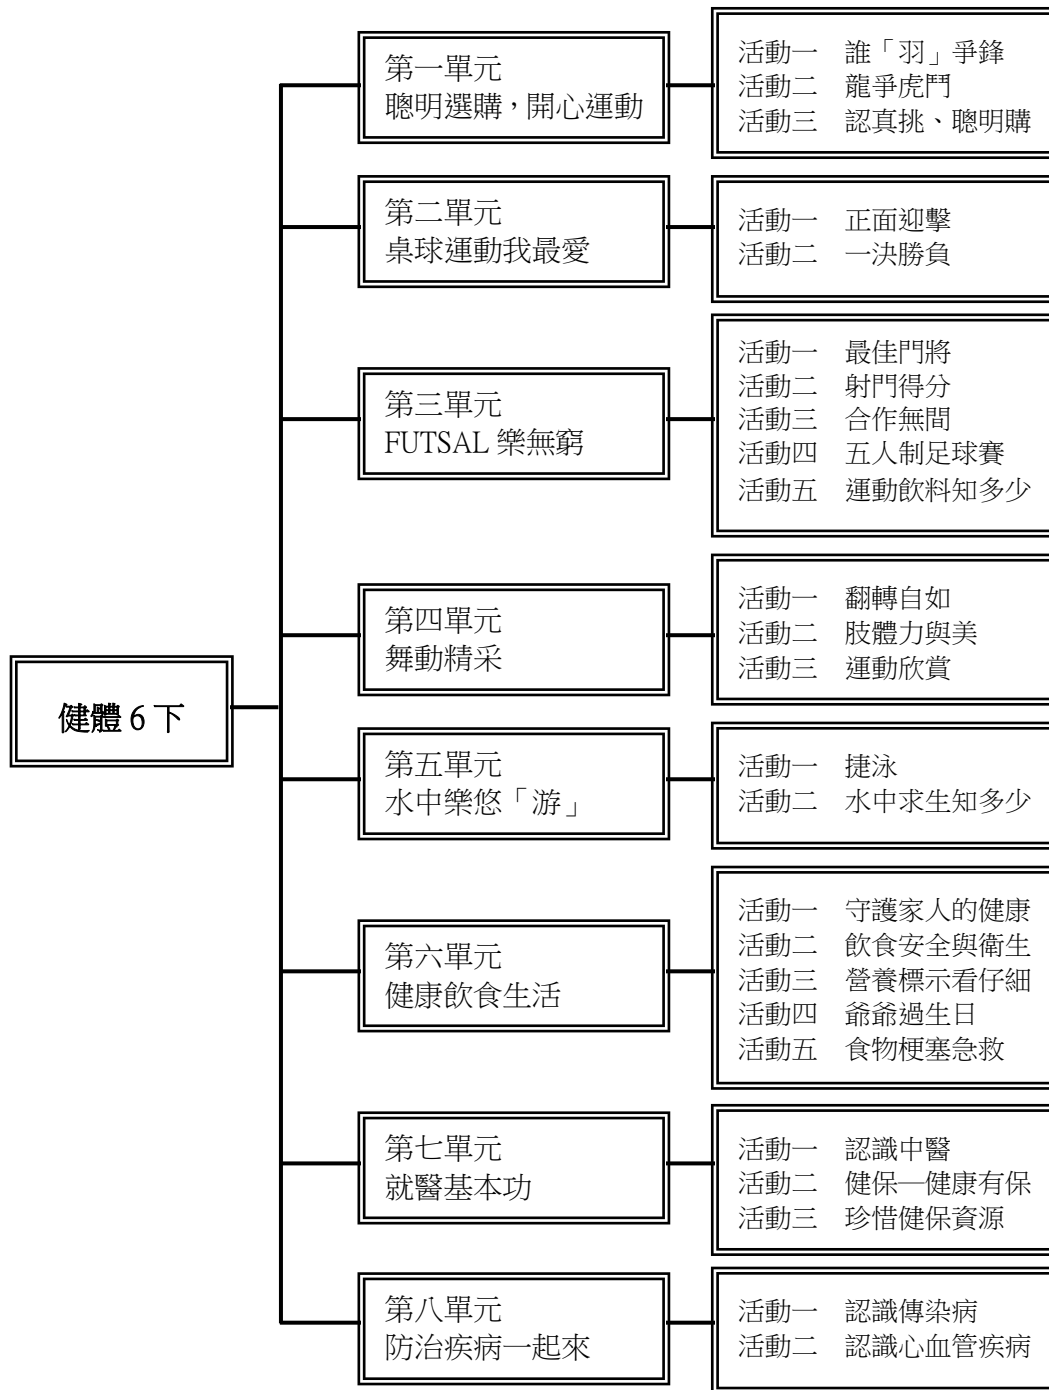 健體 6 下
第一單元
聰明選購，開心運動
活動一　誰「羽」爭鋒
活動二　龍爭虎鬥
活動三　認真挑、聰明購
第二單元
桌球運動我最愛
活動一　正面迎擊
活動二　一決勝負
第三單元
FUTSAL 樂無窮
活動一　最佳門將
活動二　射門得分
活動三　合作無間
活動四　五人制足球賽
活動五　運動飲料知多少
第四單元
舞動精采
活動一　翻轉自如
活動二　肢體力與美
活動三　運動欣賞
第五單元
水中樂悠「游」
活動一　捷泳
活動二　水中求生知多少
第六單元
健康飲食生活
活動一　守護家人的健康
活動二　飲食安全與衛生
活動三　營養標示看仔細
活動四　爺爺過生日
活動五　食物梗塞急救
第七單元
就醫基本功
活動一　認識中醫
活動二　健保─健康有保
活動三　珍惜健保資源
第八單元
防治疾病一起來
活動一　認識傳染病
活動二　認識心血管疾病